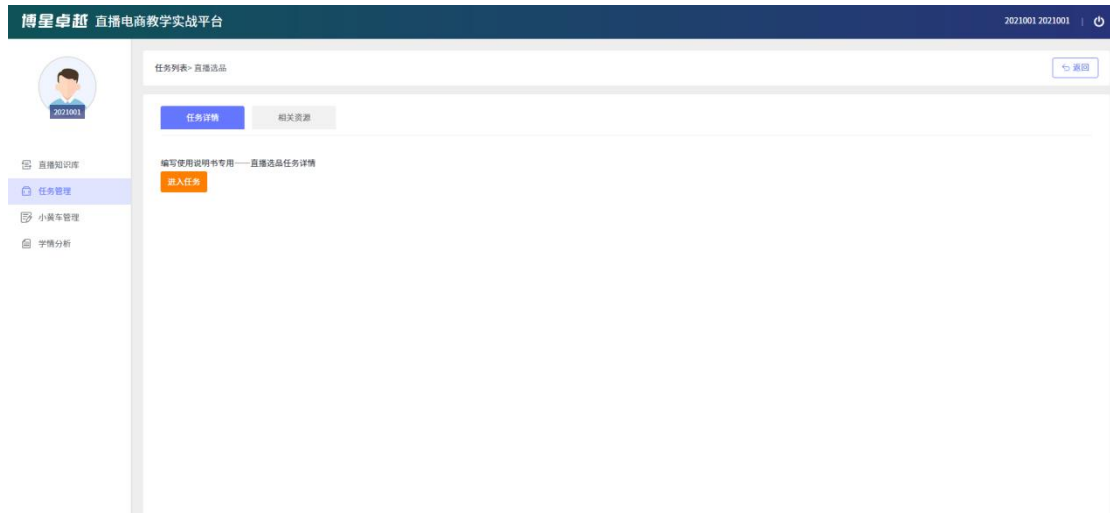 博星卓越 直播电商教学实战平台
2021001 2021001 |
2021001
任务列表> 直播选品
返回
任务详情
相关资源
直播知识库
任务管理
小黄车管理
学情分析
编写使用说明书专用——直播选品任务详情
进入任务